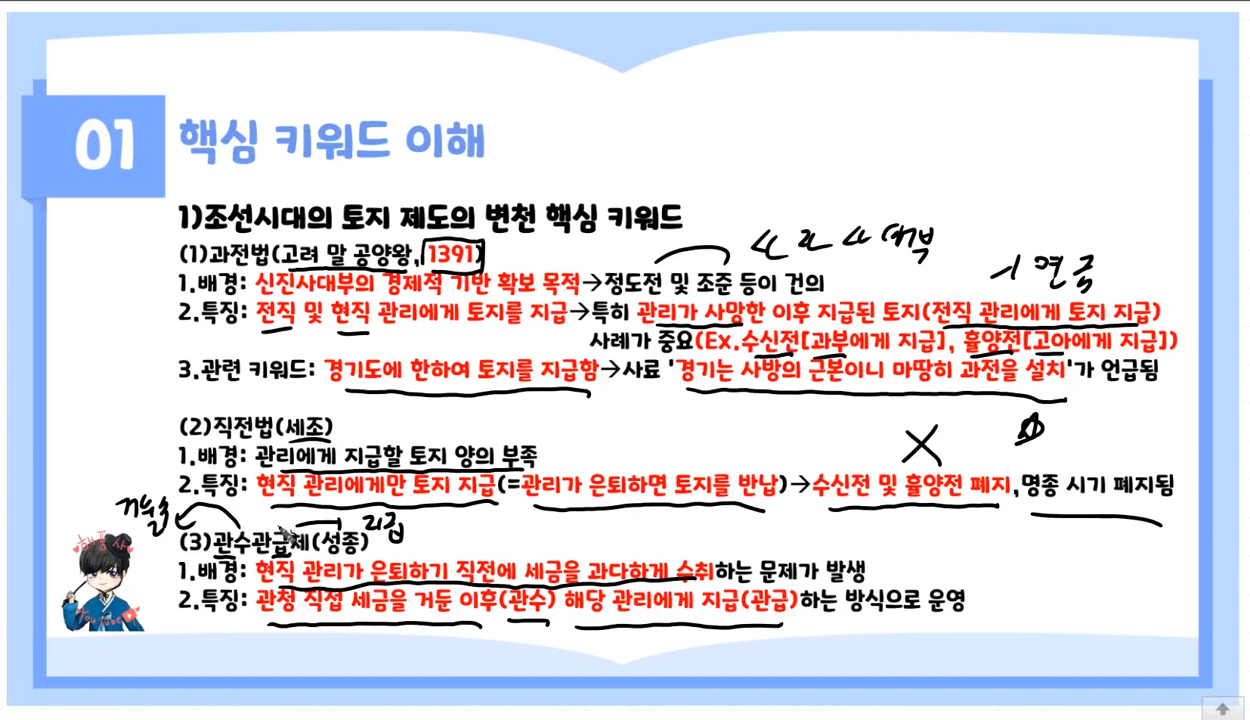 01 핵심 키워드 이해
1)조선시대의 토지 제도의 변천 핵심 키워드
(1)과전법(고려 말 공양왕, 1391)
1.배경: 신진사대부의 경제적 기반 확보 목적→정도전 및 조준 등이 건의
2.특징: 전직 및 현직 관리에게 토지를 지급→특히 관리가 사망한 이후 지급된 토지(전직 관리에게 토지 지급)
사례가 중요(Ex.수신전[과부에게 지급], 휼양전[고아에게 지급])
3.관련 키워드: 경기도에 한하여 토지를 지급함→사료 '경기는 사방의 근본이니 마땅히 과전을 설치'가 언급됨
(2)직전법(세조)
1.배경: 관리에게 지급할 토지 양의 부족
2.특징: 현직 관리에게만 토지 지급(=관리가 은퇴하면 토지를 반납)→수신전 및 휼양전 폐지,명종 시기 폐지됨
(3)관수관급제(성종)
1.배경: 현직 관리가 은퇴하기 직전에 세금을 과다하게 수취하는 문제가 발생
2.특징: 관청 직접 세금을 거둔 이후(관수) 해당 관리에게 지급(관급)하는 방식으로 운영